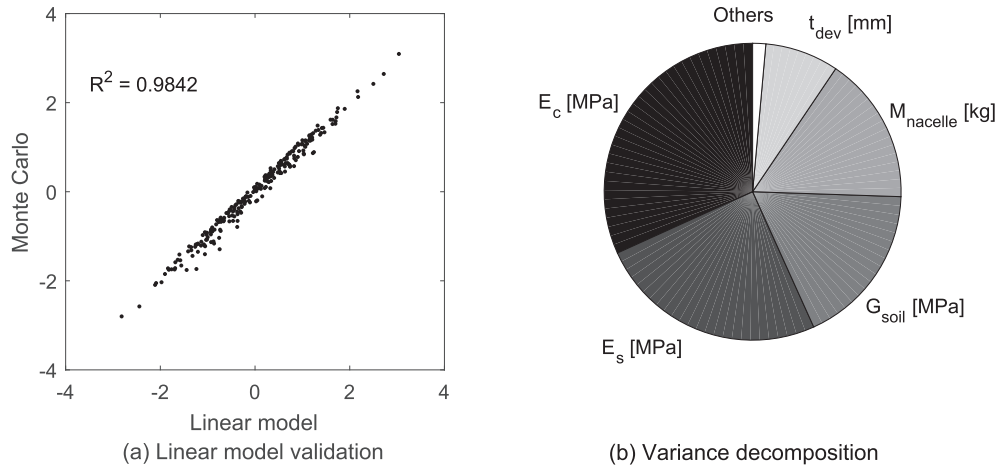 4
2
0
-2
-4
-4
-2
0
2
4
R² = 0.9842
Monte Carlo
Linear model
(a) Linear model validation
Others
t_dev [mm]
M_nacelle [kg]
G_soil [MPa]
E_s [MPa]
E_c [MPa]
(b) Variance decomposition